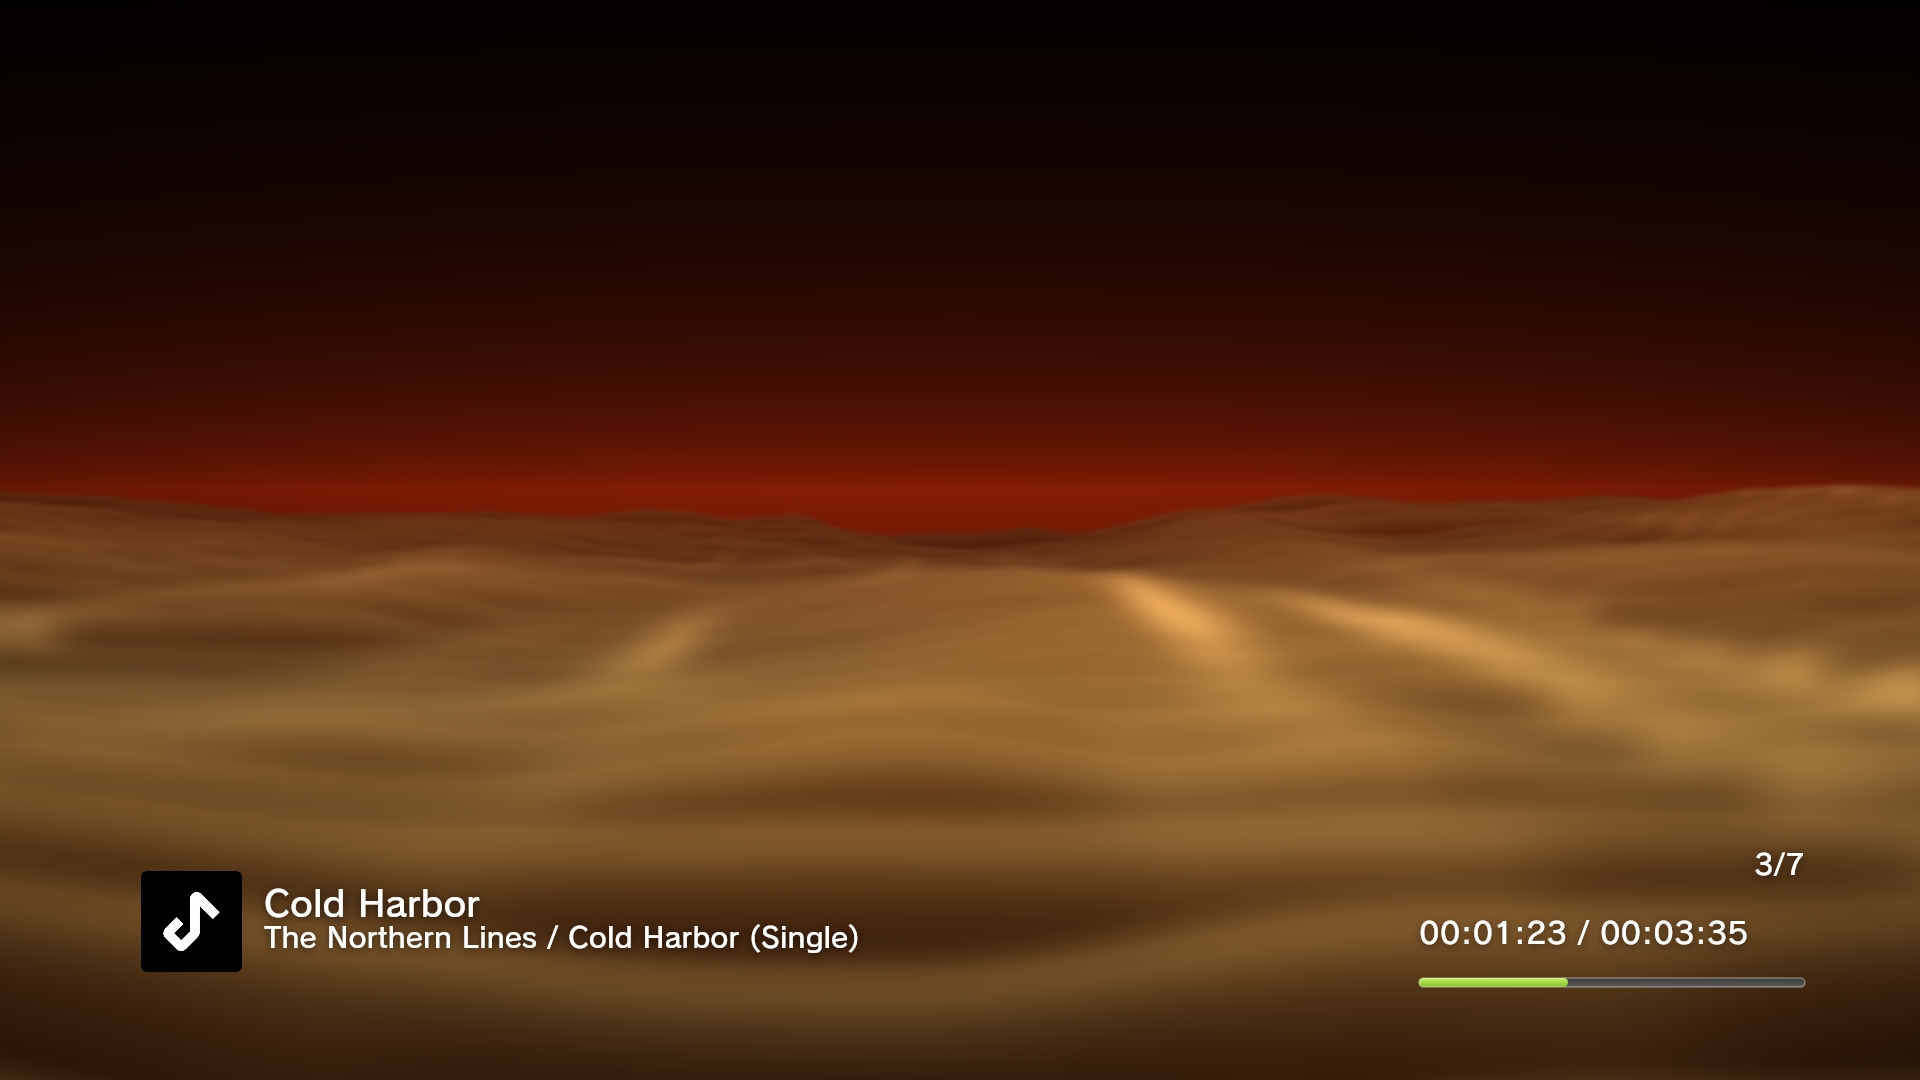 Cold Harbor
The Northern Lines / Cold Harbor (Single)
3/7
00:01:23 / 00:03:35